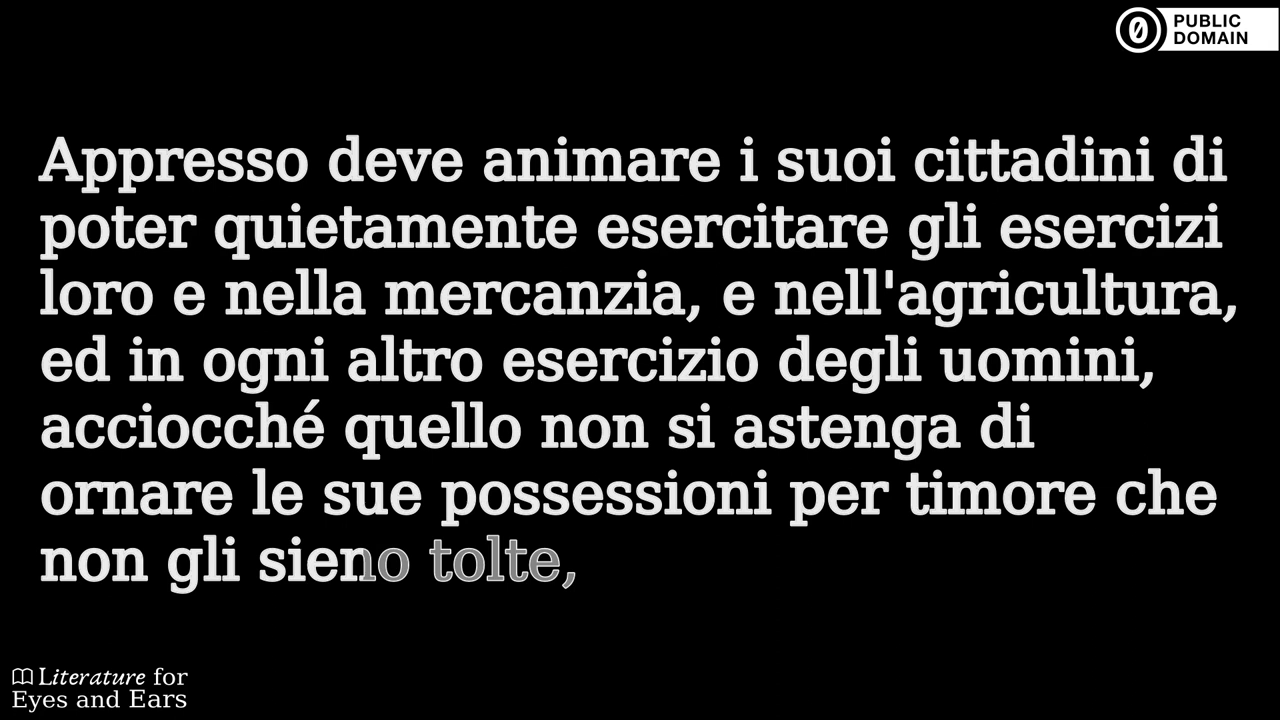 PUBLIC
DOMAIN
Appresso deve animare i suoi cittadini di
poter quietamente esercitare gli esercizi
loro e nella mercanzia, e nell'agricultura,
ed in ogni altro esercizio degli uomini,
acciocché quello non si astenga di
ornare le sue possessioni per timore che
non gli sieno tolte,
Literature for
Eyes and Ears